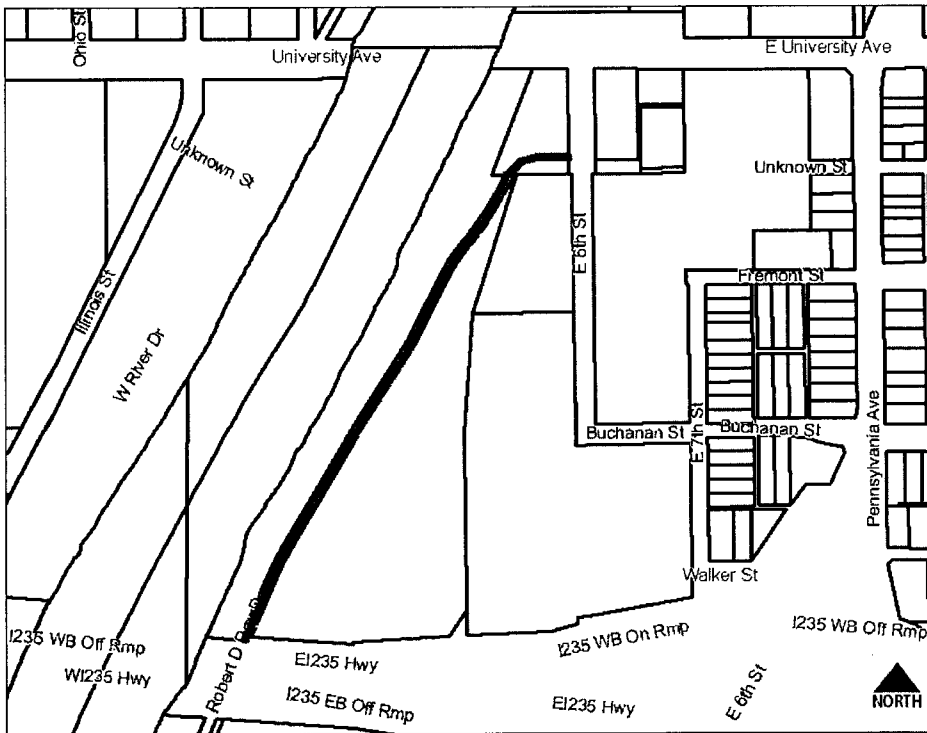 Ohio St
University Ave
E University Ave
Unknown St
Unknown St
E 6th St
Illinois St
Fremont St
W River Dr
Buchanan St
E 7th St
Buchanan St
Pennsylvania Ave
Walker St
Robert D
I235 WB Off Rmp
I235 WB On Rmp
I235 WB Off Rmp
EI235 Hwy
WI235 Hwy
I235 EB Off Rmp
EI235 Hwy
E 6th St
NORTH